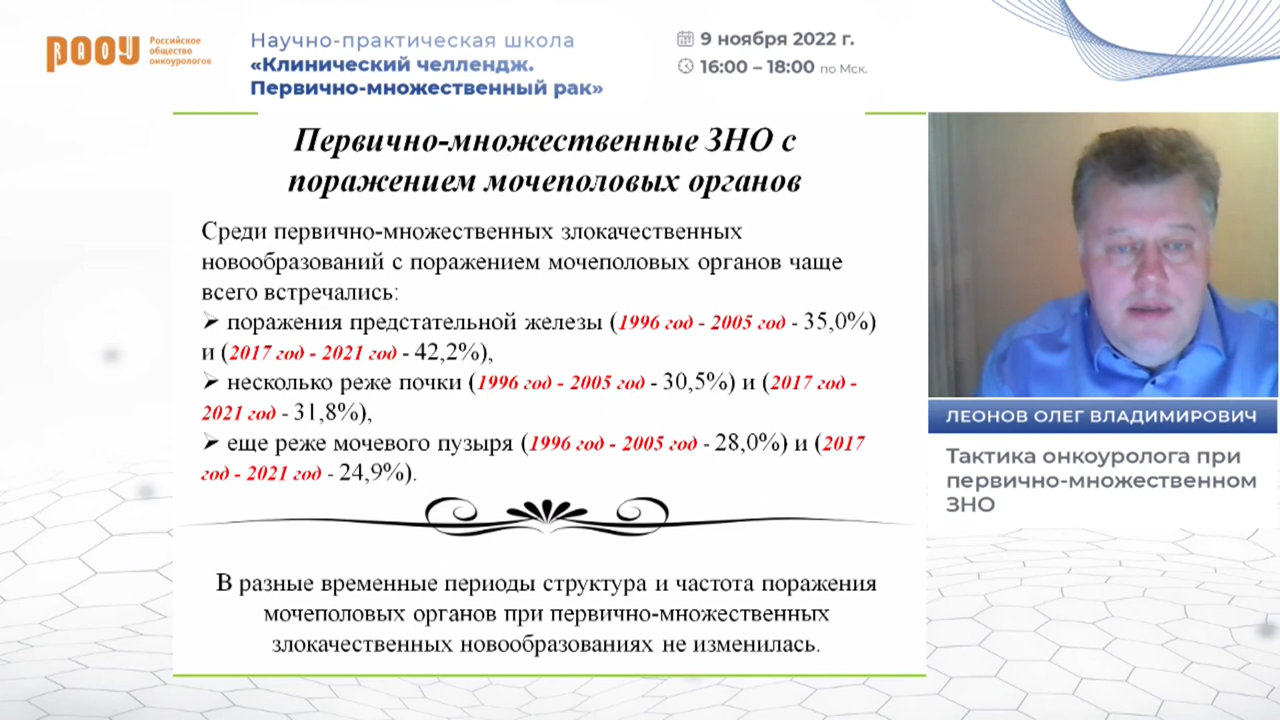 РАОУ
Российское
общество
онкоурологов
Научно-практическая школа
«Клинический челлендж.
Первично-множественный рак»
9 ноября 2022 г.
16:00 – 18:00 по Мск.
Первично-множественные ЗНО с
поражением мочеполовых органов
Среди первично-множественных злокачественных
новообразований с поражением мочеполовых органов чаще
всего встречались:
➢ поражения предстательной железы (1996 год - 2005 год - 35,0%)
и (2017 год - 2021 год - 42,2%),
➢ несколько реже почки (1996 год - 2005 год - 30,5%) и (2017 год -
2021 год - 31,8%),
➢ еще реже мочевого пузыря (1996 год - 2005 год - 28,0%) и (2017
год - 2021 год - 24,9%).
В разные временные периоды структура и частота поражения
мочеполовых органов при первично-множественных
злокачественных новообразованиях не изменилась.
ЛЕОНОВ ОЛЕГ ВЛАДИМИРОВИЧ
Тактика онкоуролога при
первично-множественном
ЗНО